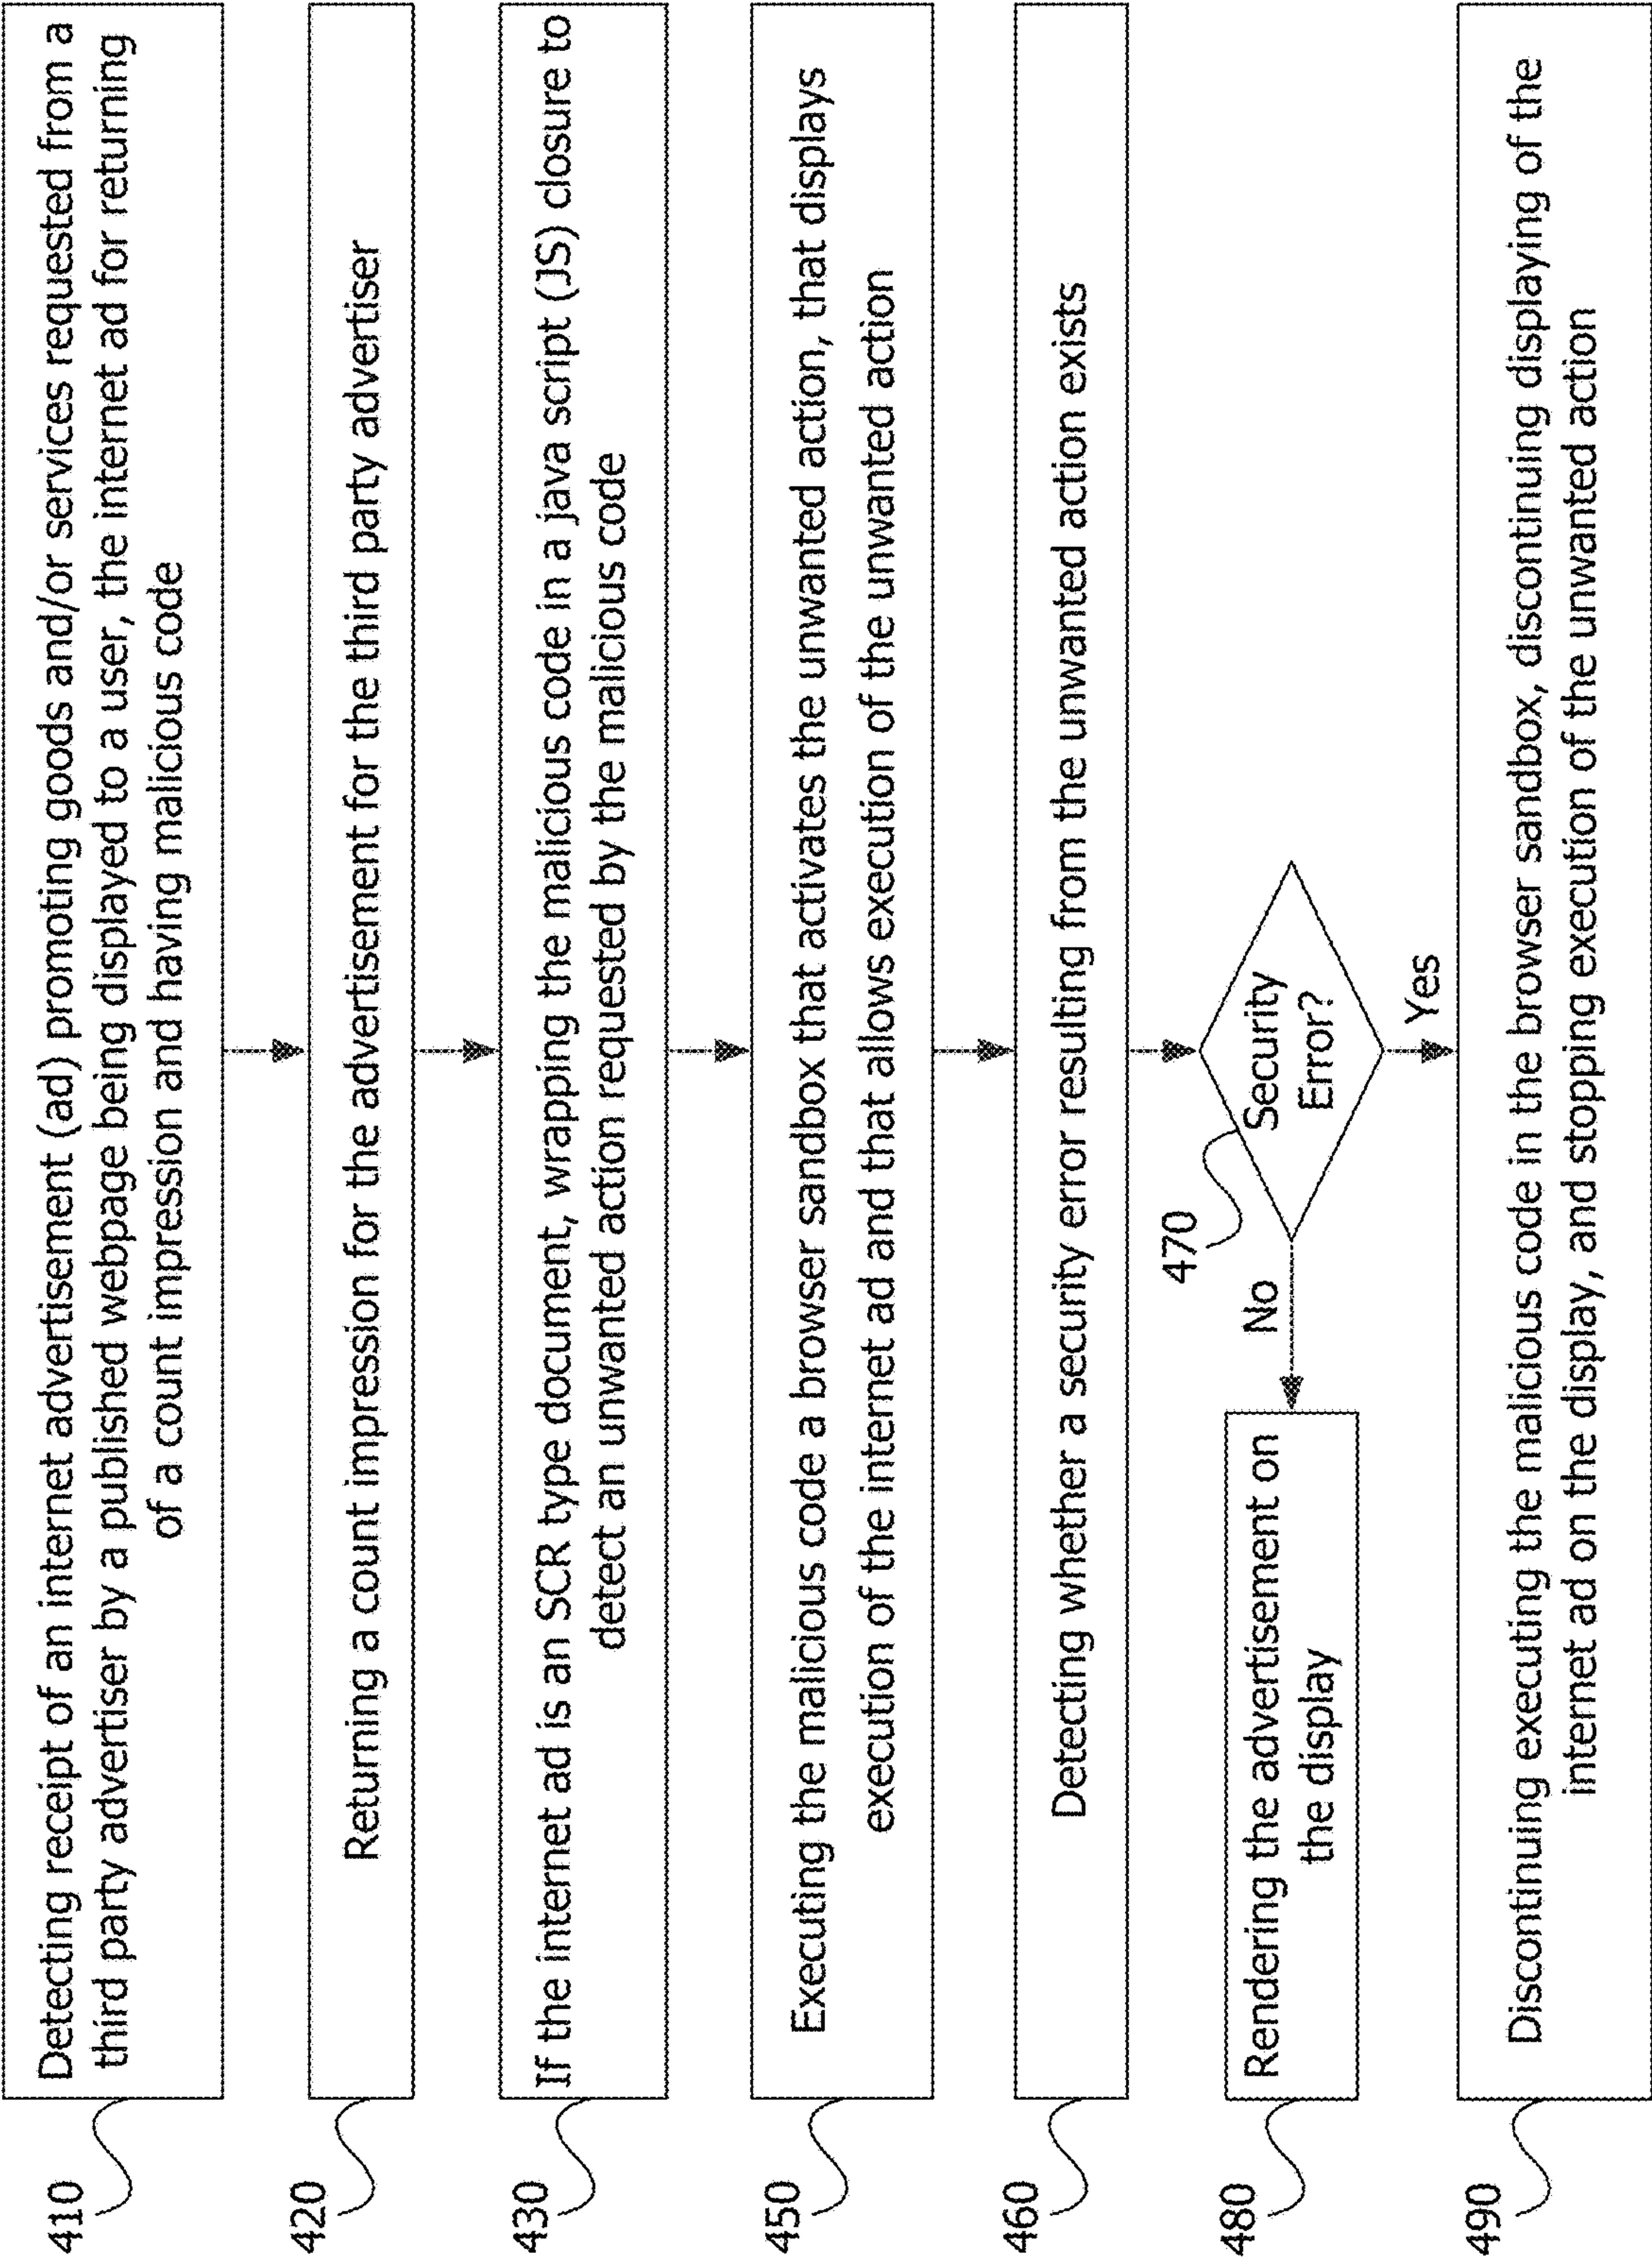 410
Detecting receipt of an internet advertisement (ad) promoting goods and/or services requested from a
third party advertiser by a published webpage being displayed to a user, the internet ad for returning
of a count impression and having malicious code
420
Returning a count impression for the advertisement for the third party advertiser
430
If the internet ad is an SCR type document, wrapping the malicious code in a java script (JS) closure to
detect an unwanted action requested by the malicious code
450
Executing the malicious code a browser sandbox that activates the unwanted action, that displays
execution of the internet ad and that allows execution of the unwanted action
460
Detecting whether a security error resulting from the unwanted action exists
470
Security
Error?
No
Yes
480
Rendering the advertisement on
the display
490
Discontinuing executing the malicious code in the browser sandbox, discontinuing displaying of the
internet ad on the display, and stopping execution of the unwanted action